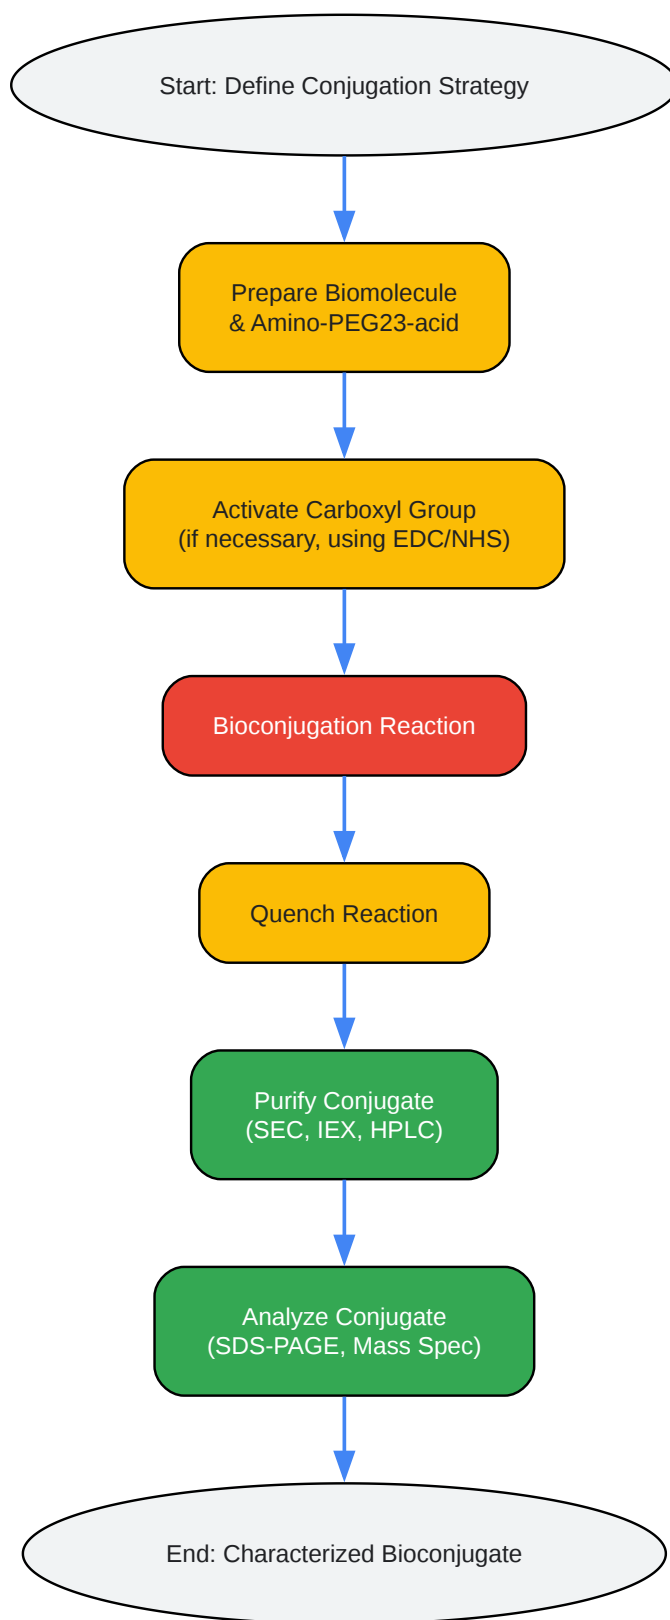 Start: Define Conjugation Strategy
Prepare Biomolecule
& Amino-PEG23-acid
Activate Carboxyl Group
(if necessary, using EDC/NHS)
Bioconjugation Reaction
Quench Reaction
Purify Conjugate
(SEC, IEX, HPLC)
Analyze Conjugate
(SDS-PAGE, Mass Spec)
End: Characterized Bioconjugate